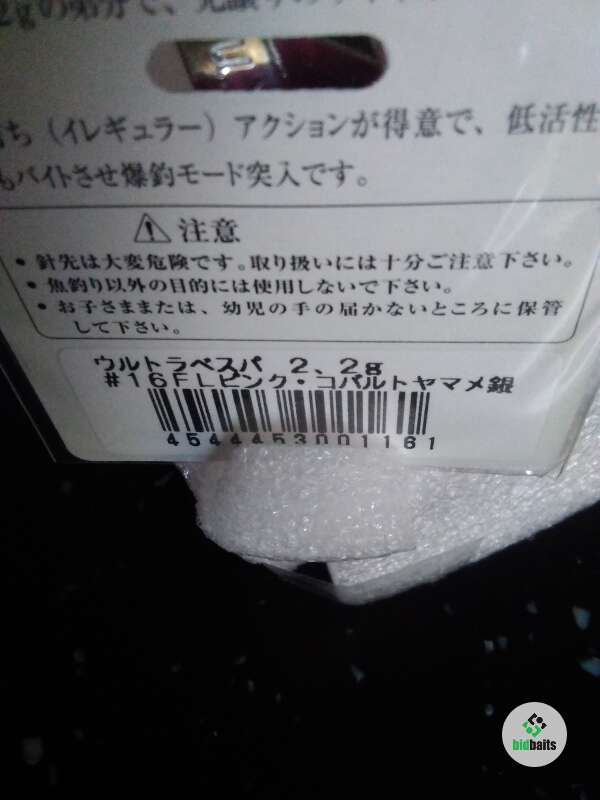 2gの
ち（イレギュラー）アクションが得意で、低活性
もバイトさせ爆釣モード突入です。
注意
• 針先は大変危険です。取り扱いには十分ご注意下さい。
• 魚釣り以外の目的には使用しないで下さい。
• お子さままたは、幼児の手の届かないところに保管
して下さい。
ウルトラベスパ 2、2g
#16FLピンク・コバルトヤマメ銀
4544453001161
bidbaits